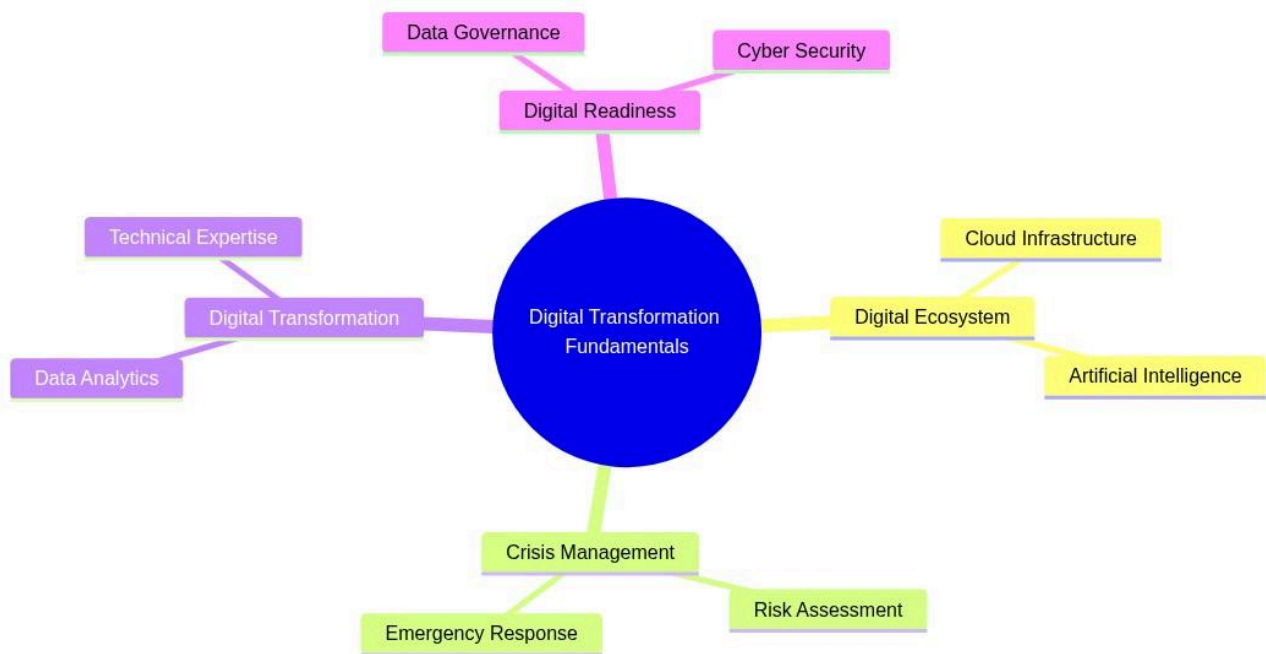 Data Governance
Cyber Security
Digital Readiness
Technical Expertise
Cloud Infrastructure
Digital Transformation
Digital Transformation
Fundamentals
Digital Ecosystem
Data Analytics
Artificial Intelligence
Crisis Management
Risk Assessment
Emergency Response